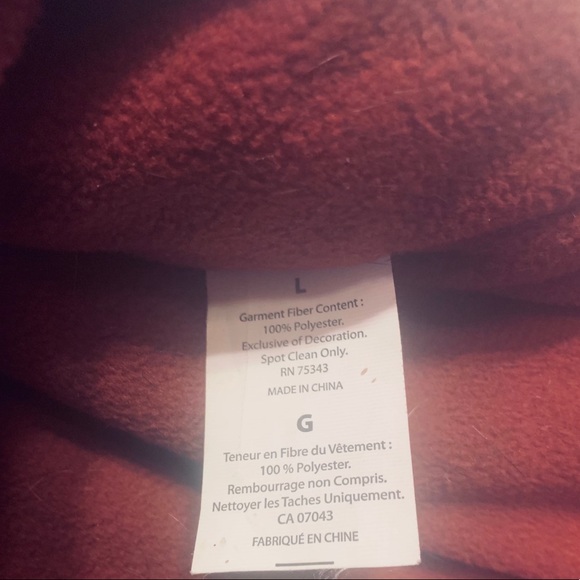 L
Garment Fiber Content :
100% Polyester.
Exclusive of Decoration.
Spot Clean Only.
RN 75343
MADE IN CHINA
G
Teneur en Fibre du Vêtement :
100 % Polyester.
Rembourrage non Compris.
Nettoyer les Taches Uniquement.
CA 07043
FABRIQUÉ EN CHINE